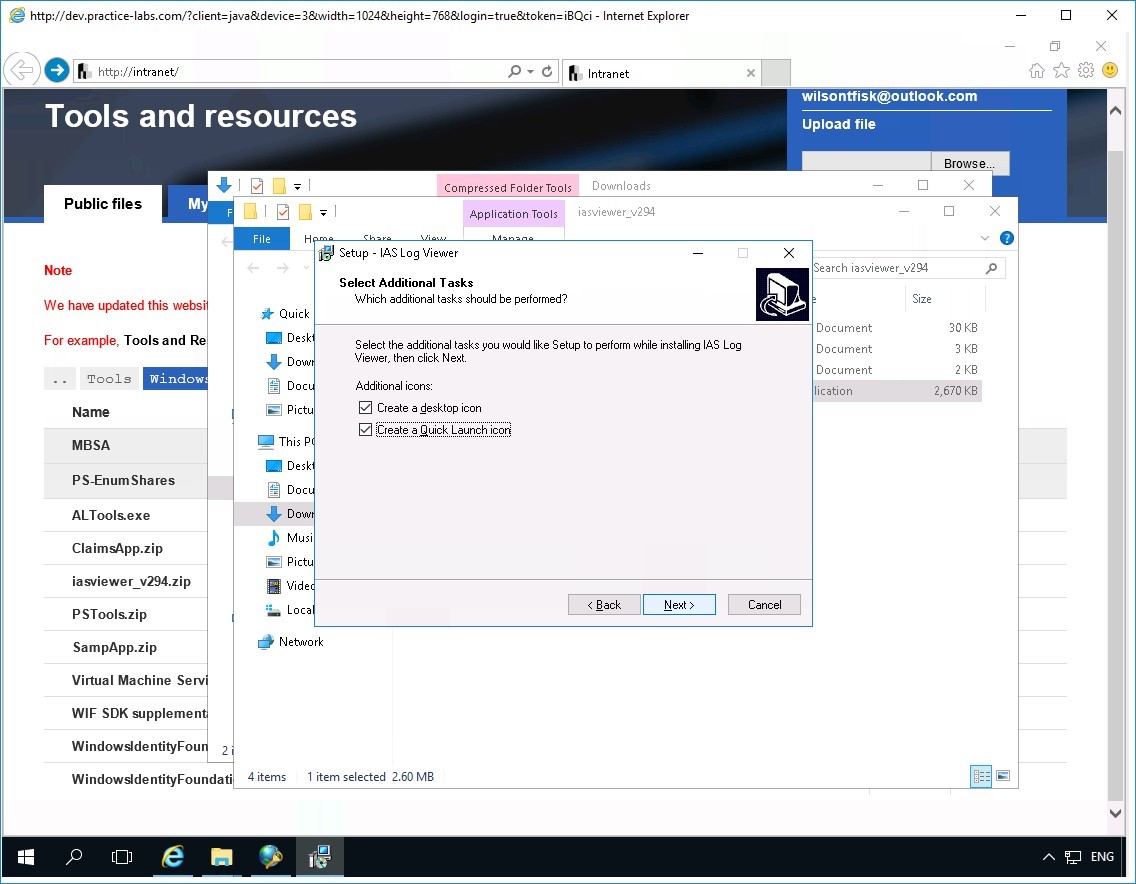 http://dev.practice-labs.com/?client=java&device=3&width=1024&height=768&login=true&token=iBQci - Internet Explorer
http://intranet/
Intranet
Tools and resources
wilsontfisk@outlook.com
Upload file
Browse...
Public files
My
Compressed Folder Tools
Downloads
F
Application Tools
iasviewer_v294
File
Home
Share
View
Manage
Note
We have updated this websit
For example, Tools and Re
..
Tools
Windows
Name
MBSA
PS-EnumShares
ALTools.exe
ClaimsApp.zip
iasviewer_v294.zip
PSTools.zip
SampApp.zip
Virtual Machine Servi
WIF SDK supplementa
WindowsIdentityFoun
WindowsIdentityFoundati
2 i
Search iasviewer_v294
Size
Document 30 KB
Document 3 KB
Document 2 KB
lication 2,670 KB
Quick
Deskt
Down
Docu
Pictu
This PC
Deskt
Docu
Down
Musi
Pictu
Videc
Local
Network
4 items 1 item selected 2.60 MB
Setup - IAS Log Viewer
Select Additional Tasks
Which additional tasks should be performed?
Select the additional tasks you would like Setup to perform while installing IAS Log
Viewer, then click Next.
Additional icons:
Create a desktop icon
Create a Quick Launch icon
< Back
Next >
Cancel
ENG